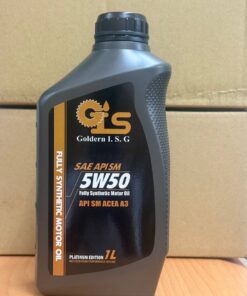 GIS
Goldern I. S. G
FULLY SYNTHETIC MOTOR OIL
SAE API SM
5W50
Fully Synthetic Motor Oil
API SM ACEA A3
PLATINUM EDITION 1L